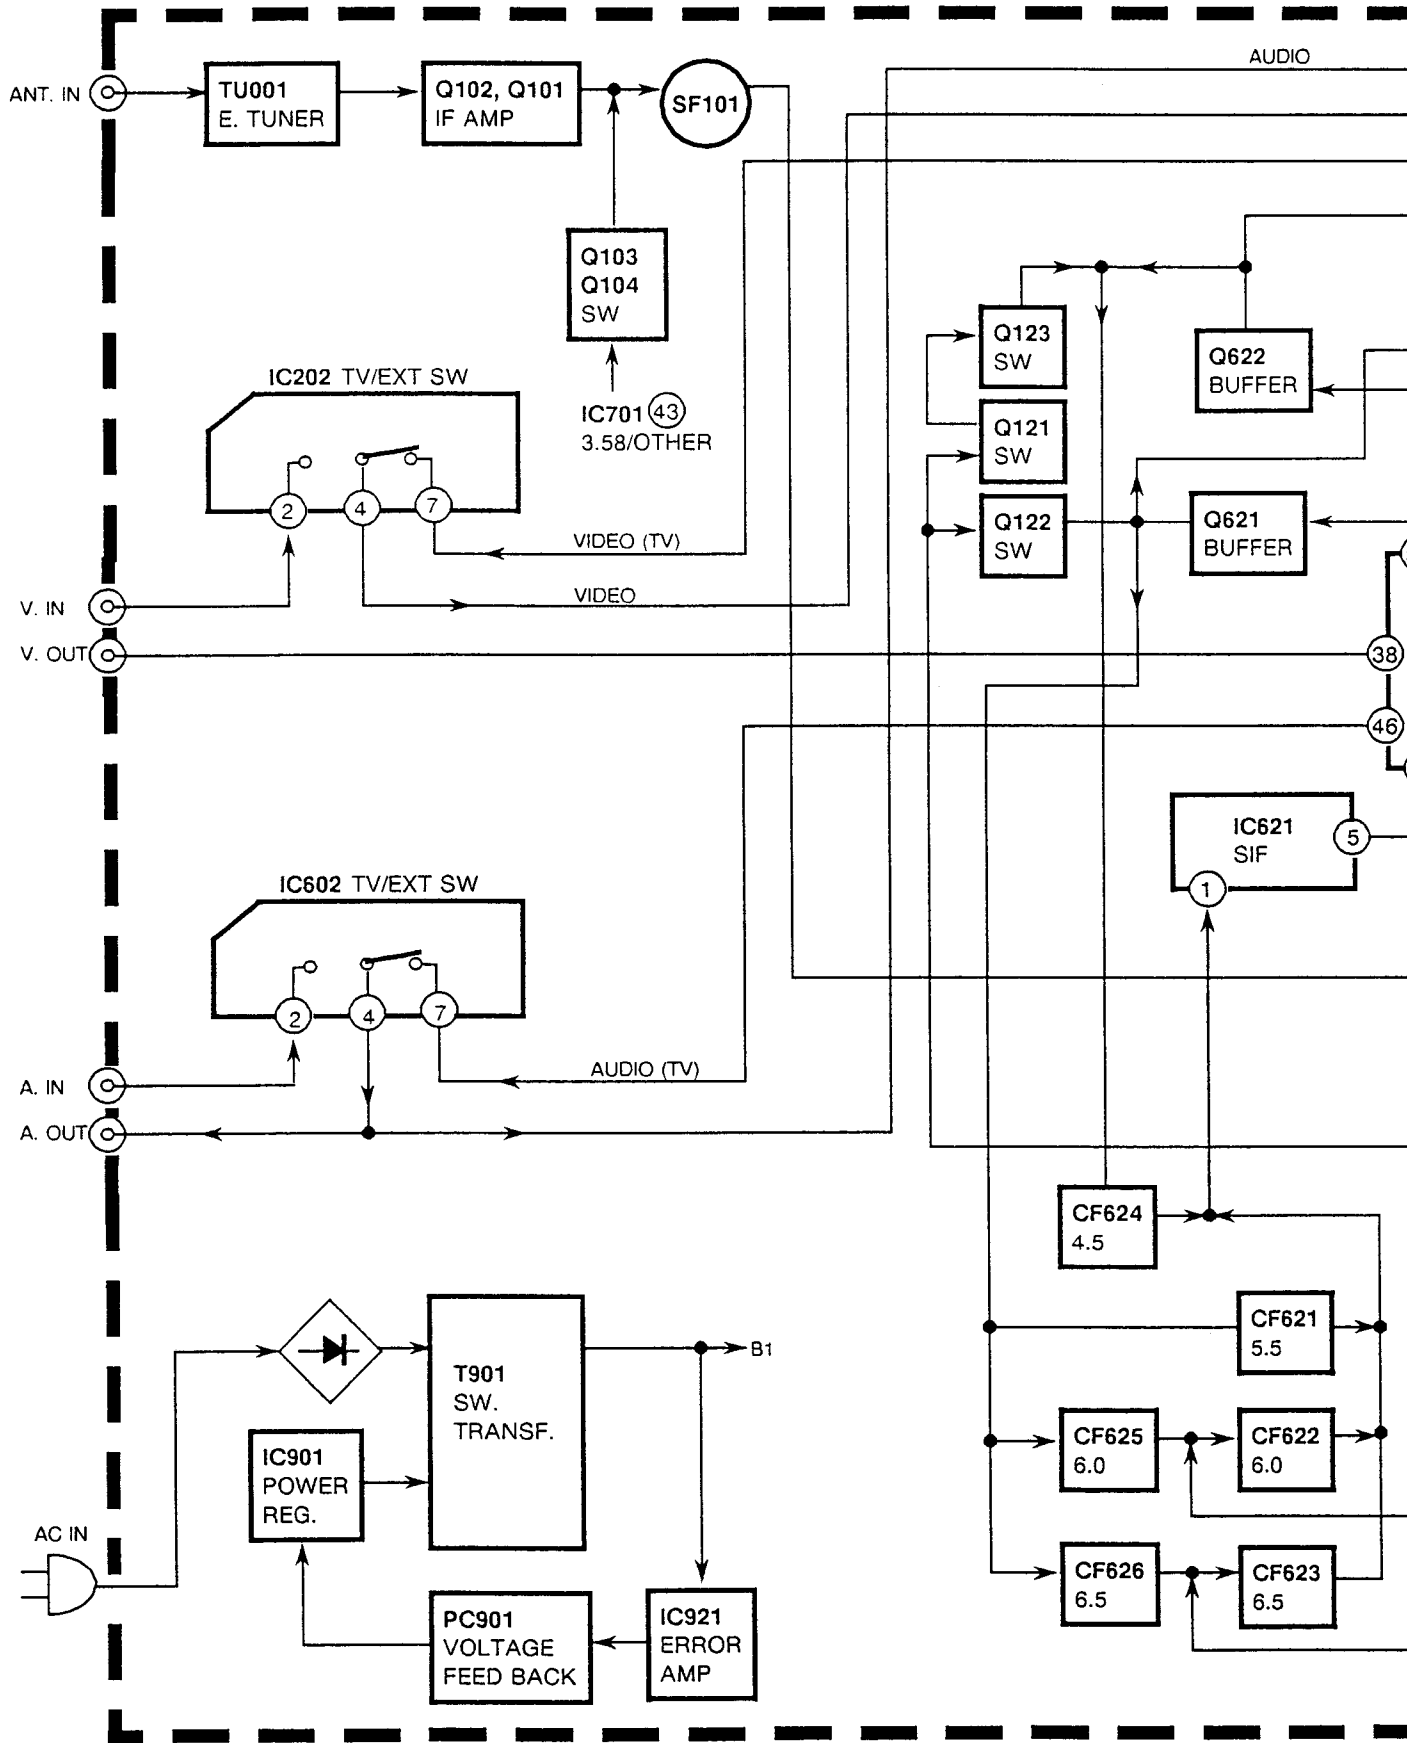 AUDIO
ANT. IN
TU001
E. TUNER
Q102, Q101
IF AMP
SF101
Q103
Q104
SW
IC701 43
3.58/OTHER
Q123
SW
Q622
BUFFER
Q121
SW
Q122
SW
Q621
BUFFER
IC202 TV/EXT SW
2
4
7
VIDEO (TV)
VIDEO
V. IN
V. OUT
38
46
IC621
SIF
5
1
IC602 TV/EXT SW
2
4
7
AUDIO (TV)
A. IN
A. OUT
CF624
4.5
CF621
5.5
CF625
6.0
CF622
6.0
CF626
6.5
CF623
6.5
T901
SW.
TRANSF.
B1
IC901
POWER
REG.
AC IN
PC901
VOLTAGE
FEED BACK
IC921
ERROR
AMP